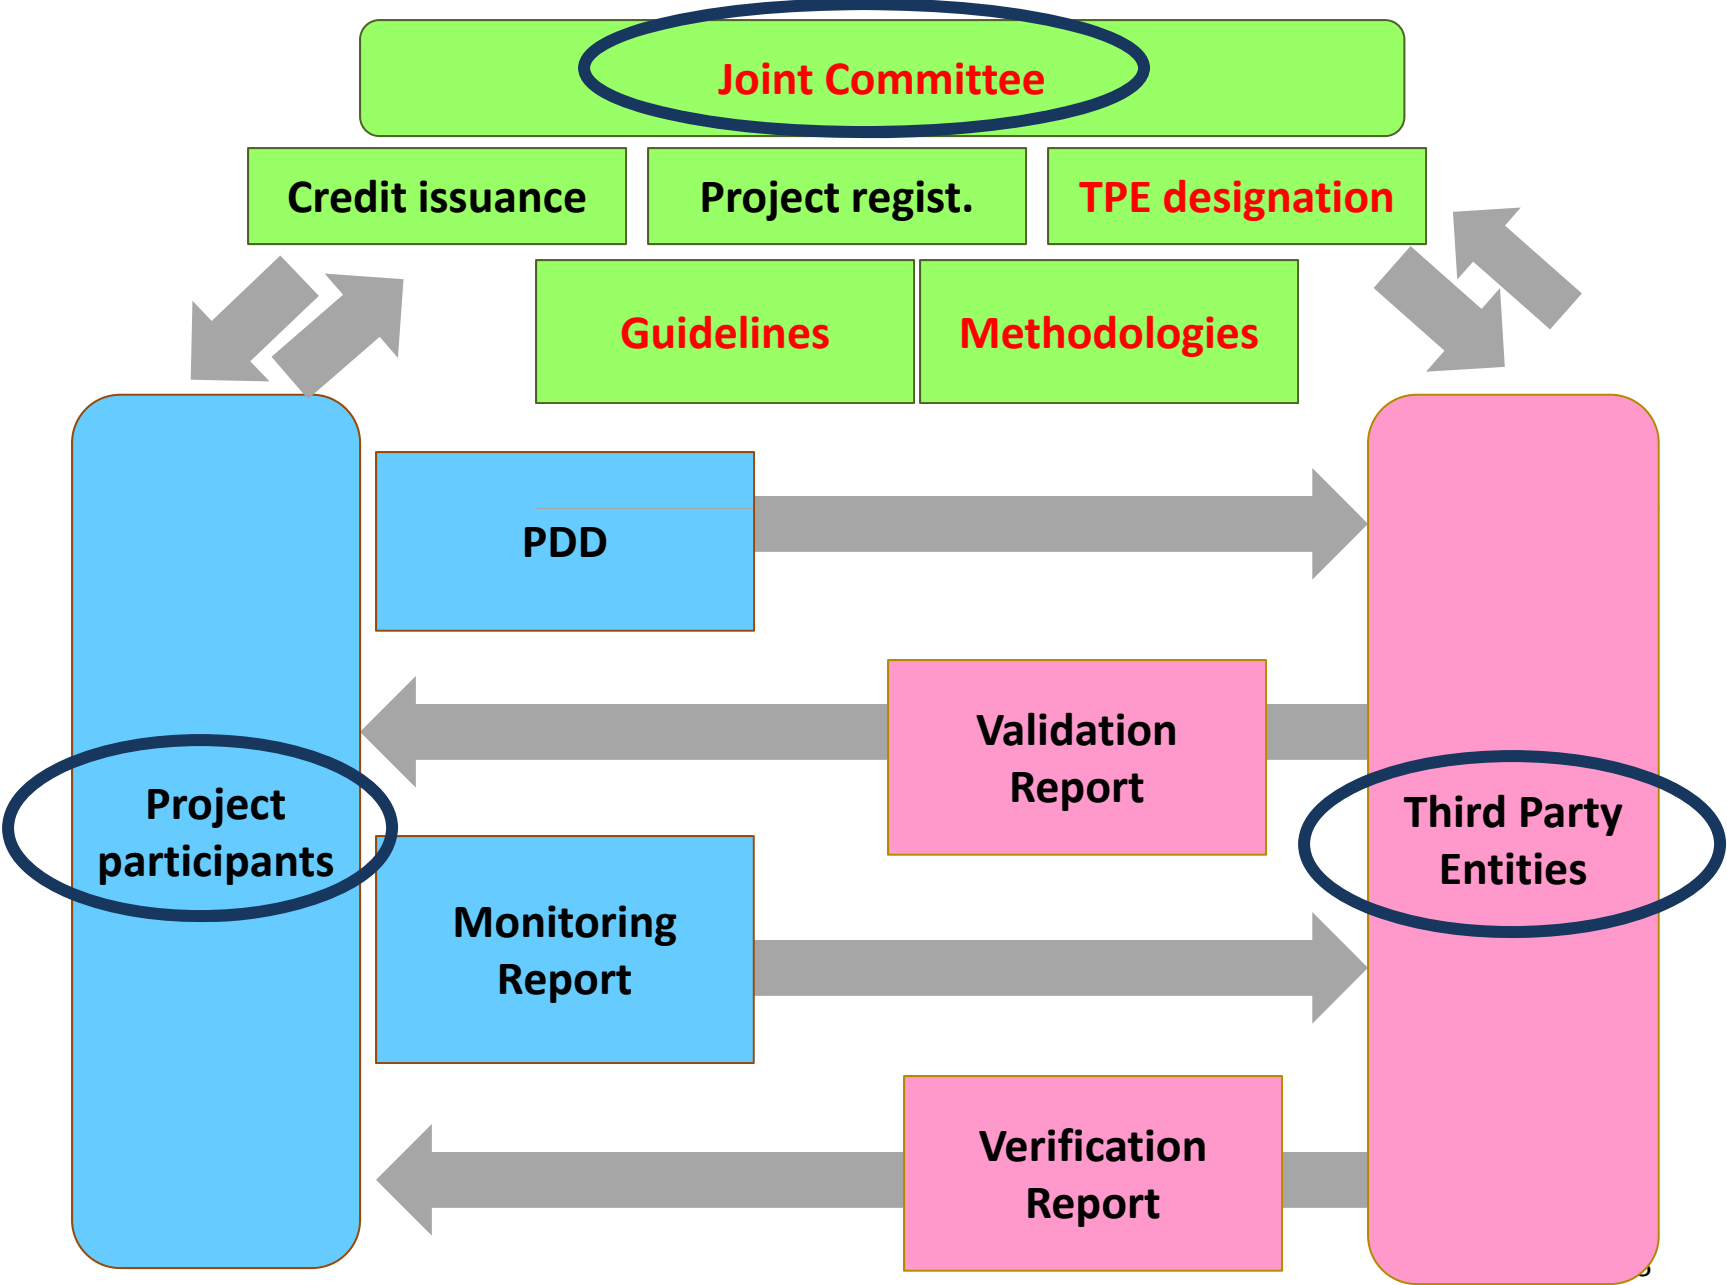 Joint Committee
Credit issuance
Project regist.
TPE designation
Guidelines
Methodologies
PDD
Validation
Report
Project
participants
Third Party
Entities
Monitoring
Report
Verification
Report